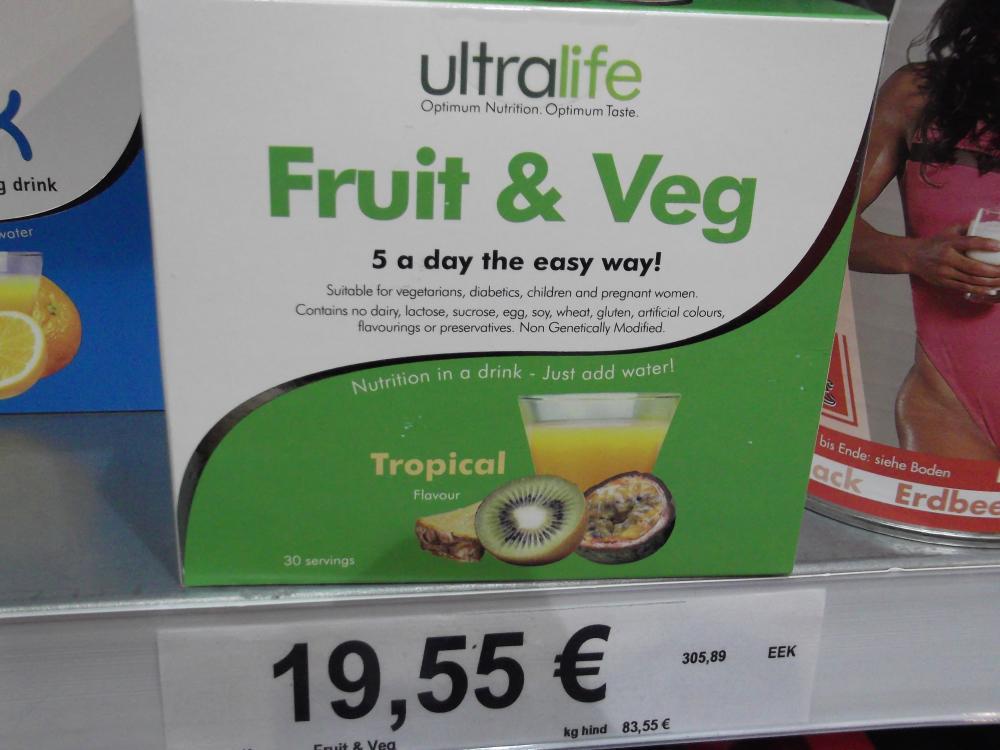 ultralife
Optimum Nutrition. Optimum Taste.
Fruit & Veg
5 a day the easy way!
Suitable for vegetarians, diabetics, children and pregnant women.
Contains no dairy, lactose, sucrose, egg, soy, wheat, gluten, artificial colours,
flavourings or preservatives. Non Genetically Modified.
Nutrition in a drink - Just add water!
Tropical
Flavour
30 servings
g drink
water
bis Ende: siehe Boden
ack Erdbee
19,55 €
305,89 EEK
kg hind 83,55 €
Fruit & Veg